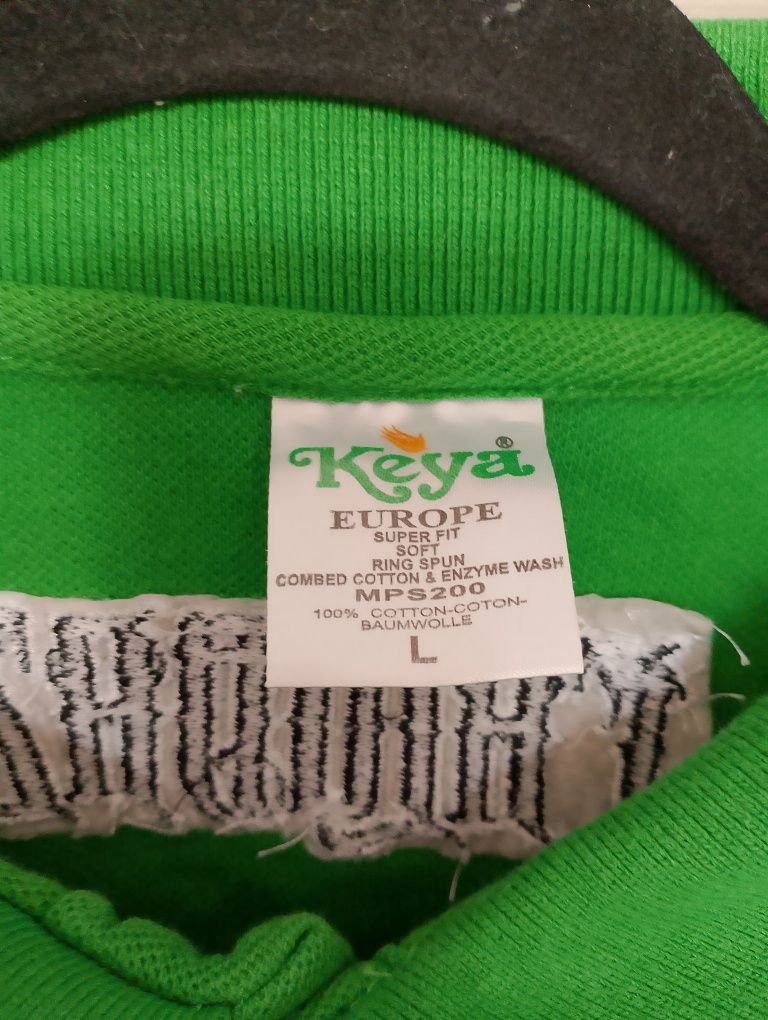 Keya®
EUROPE
SUPER FIT
SOFT
RING SPUN
COMBED COTTON & ENZYME WASH
MPS200
100% COTTON-COTON-
BAUMWOLLE
L